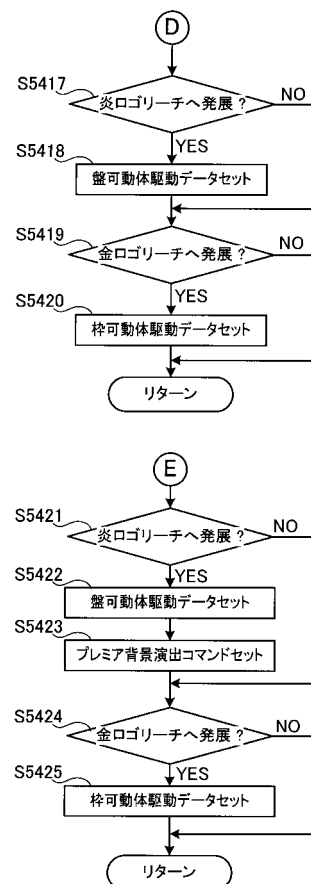 D
S5417
炎ロゴリーチへ発展？
NO
YES
S5418
盤可動体駆動データセット
S5419
金ロゴリーチへ発展？
NO
YES
S5420
枠可動体駆動データセット
リターン
E
S5421
炎ロゴリーチへ発展？
NO
YES
S5422
盤可動体駆動データセット
S5423
プレミア背景演出コマンドセット
S5424
金ロゴリーチへ発展？
NO
YES
S5425
枠可動体駆動データセット
リターン